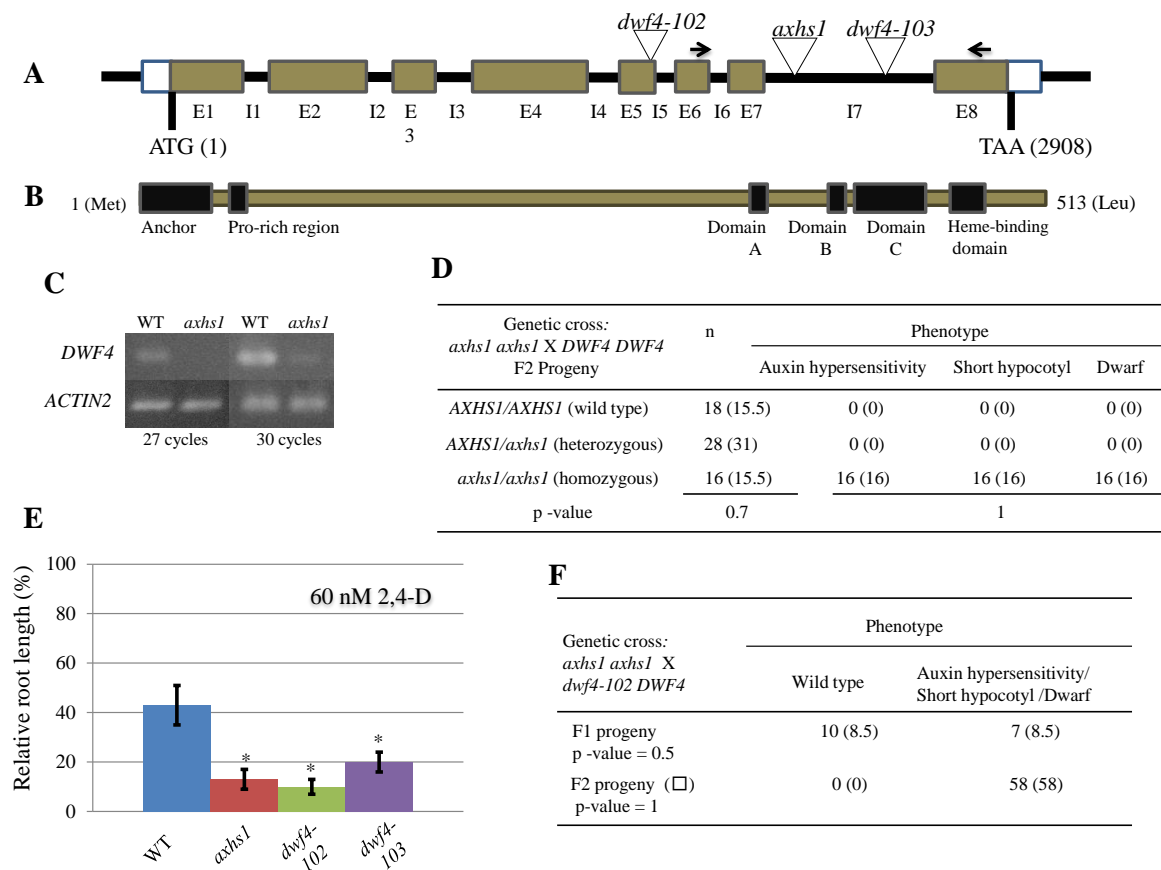 dwf4-102
axhs1
dwf4-103
A
E1 I1 E2 I2 E
3 I3 E4 I4 E5 I5 E6 I6 E7 I7 E8
ATG (1)
TAA (2908)
B
1 (Met)
513 (Leu)
Anchor
Pro-rich region
Domain
A
Domain
B
Domain
C
Heme-binding
domain
C
WT axhs1 WT axhs1
DWF4
ACTIN2
27 cycles 30 cycles
D
Genetic cross:
axhs1 axhs1 X DWF4 DWF4
F2 Progeny
n
Phenotype
Auxin hypersensitivity Short hypocotyl Dwarf
AXHS1/AXHS1 (wild type) 18 (15.5) 0 (0) 0 (0) 0 (0)
AXHS1/axhs1 (heterozygous) 28 (31) 0 (0) 0 (0) 0 (0)
axhs1/axhs1 (homozygous) 16 (15.5) 16 (16) 16 (16) 16 (16)
p -value 0.7 1
E
Relative root length (%)
100
80
60
40
20
0
60 nM 2,4-D
*
*
*
WT
axhs1
dwf4-
102
dwf4-
103
F
Genetic cross:
axhs1 axhs1 X
dwf4-102 DWF4
Phenotype
Wild type
Auxin hypersensitivity/
Short hypocotyl /Dwarf
F1 progeny 10 (8.5) 7 (8.5)
p -value = 0.5
F2 progeny (□) 0 (0) 58 (58)
p-value = 1